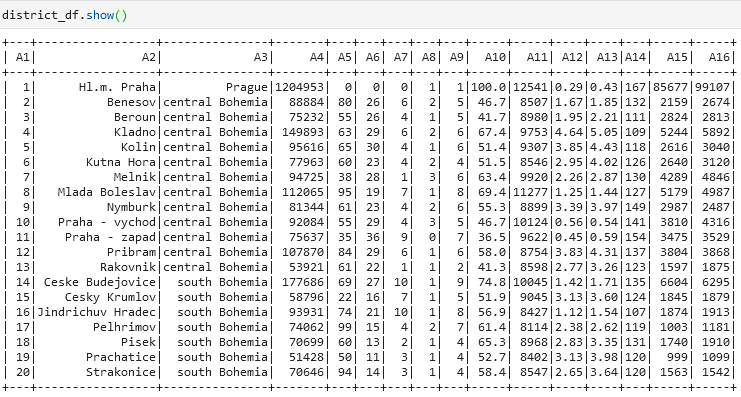 district_df.show()
+---+------------------+---------------+-------+---+---+---+---+---+-----+-----+----+----+---+-----+-----+
| A1| A2| A3| A4| A5| A6| A7| A8| A9| A10| A11| A12| A13|A14| A15| A16|
+---+------------------+---------------+-------+---+---+---+---+---+-----+-----+----+----+---+-----+-----+
| 1| Hl.m. Praha| Prague|1204953| 0| 0| 0| 1| 1|100.0|12541|0.29|0.43|167|85677|99107|
| 2| Benesov|central Bohemia| 88884| 80| 26| 6| 2| 5| 46.7| 8507|1.67|1.85|132| 2159| 2674|
| 3| Beroun|central Bohemia| 75232| 55| 26| 4| 1| 5| 41.7| 8980|1.95|2.21|111| 2824| 2813|
| 4| Kladno|central Bohemia| 149893| 63| 29| 6| 2| 6| 67.4| 9753|4.64|5.05|109| 5244| 5892|
| 5| Kolin|central Bohemia| 95616| 65| 30| 4| 1| 6| 51.4| 9307|3.85|4.43|118| 2616| 3040|
| 6| Kutna Hora|central Bohemia| 77963| 60| 23| 4| 2| 4| 51.5| 8546|2.95|4.02|126| 2640| 3120|
| 7| Melnik|central Bohemia| 94725| 38| 28| 1| 3| 6| 63.4| 9920|2.26|2.87|130| 4289| 4846|
| 8| Mlada Boleslav|central Bohemia| 112065| 95| 19| 7| 1| 8| 69.4|11277|1.25|1.44|127| 5179| 4987|
| 9| Nymburk|central Bohemia| 81344| 61| 23| 4| 2| 6| 55.3| 8899|3.39|3.97|149| 2987| 2487|
| 10| Praha - vychod|central Bohemia| 92084| 55| 29| 4| 3| 5| 46.7|10124|0.56|0.54|141| 3810| 4316|
| 11| Praha - zapad|central Bohemia| 75637| 35| 36| 9| 0| 7| 36.5| 9622|0.45|0.59|154| 3475| 3529|
| 12| Pribram|central Bohemia| 107870| 84| 29| 6| 1| 6| 58.0| 8754|3.83|4.31|137| 3804| 3868|
| 13| Rakovnik|central Bohemia| 53921| 61| 22| 1| 1| 2| 41.3| 8598|2.77|3.26|123| 1597| 1875|
| 14| Ceske Budejovice| south Bohemia| 177686| 69| 27| 10| 1| 9| 74.8|10045|1.42|1.71|135| 6604| 6295|
| 15| Cesky Krumlov| south Bohemia| 58796| 22| 16| 7| 1| 5| 51.9| 9045|3.13|3.60|124| 1845| 1879|
| 16|Jindrichuv Hradec| south Bohemia| 93931| 74| 21| 10| 1| 8| 56.9| 8427|1.12|1.54|107| 1874| 1913|
| 17| Pelhrimov| south Bohemia| 74062| 99| 15| 4| 2| 7| 61.4| 8114|2.38|2.62|119| 1003| 1181|
| 18| Pisek| south Bohemia| 70699| 60| 13| 2| 1| 4| 65.3| 8968|2.83|3.35|131| 1740| 1910|
| 19| Prachatice| south Bohemia| 51428| 50| 11| 3| 1| 4| 52.7| 8402|3.13|3.98|120| 999| 1099|
| 20| Strakonice| south Bohemia| 70646| 94| 14| 3| 1| 4| 58.4| 8547|2.65|3.64|120| 1563| 1542|
+---+------------------+---------------+-------+---+---+---+---+---+-----+-----+----+----+---+-----+-----+